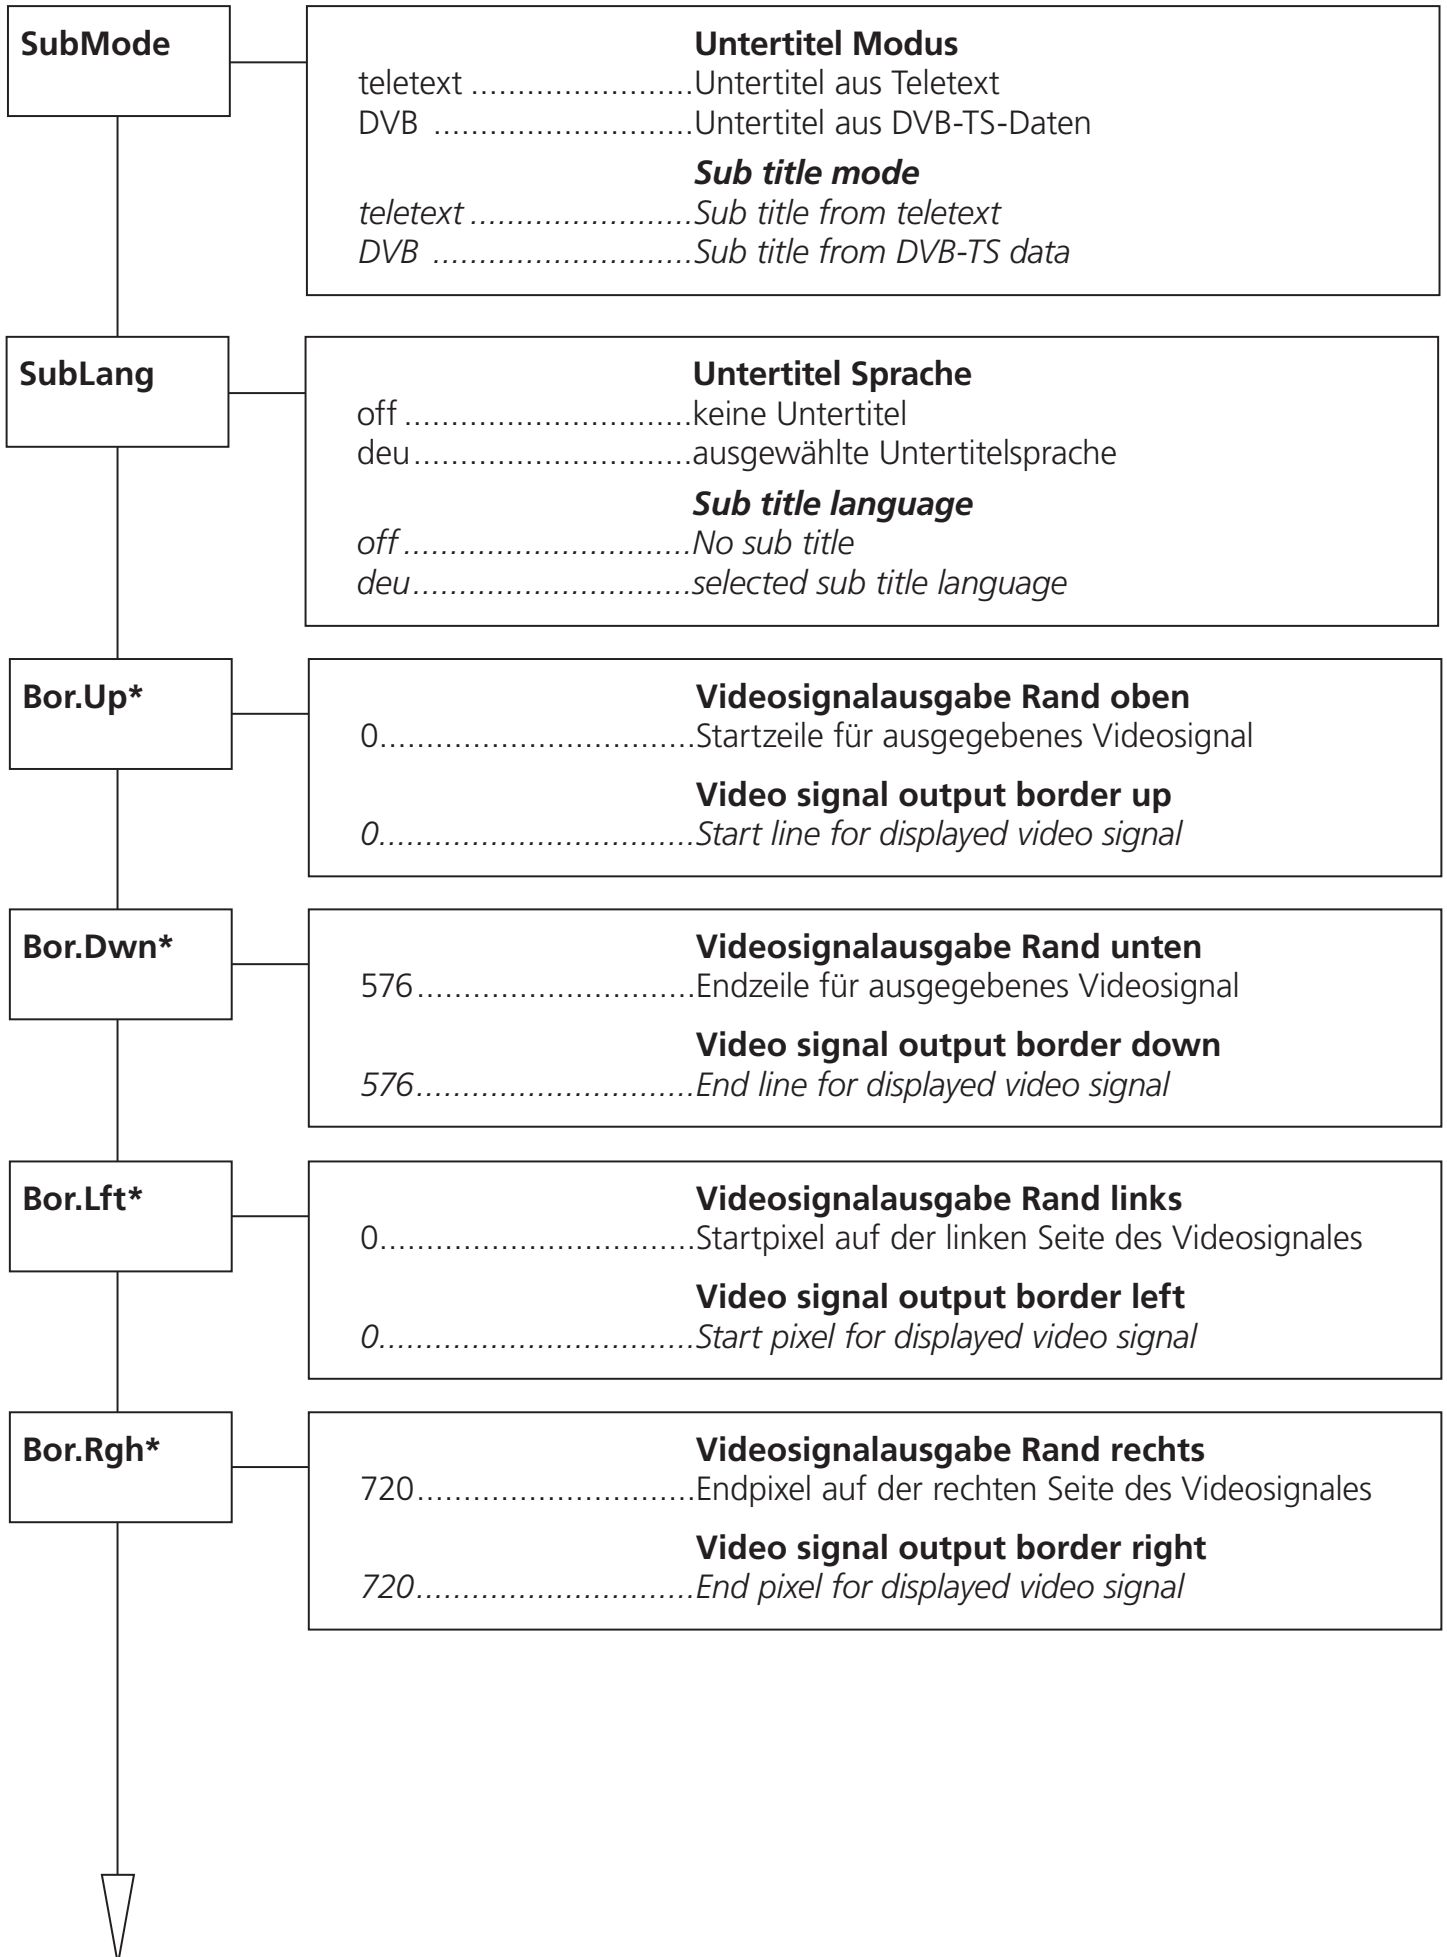 SubMode
Untertitel Modus
teletext ........................Untertitel aus Teletext
DVB ............................Untertitel aus DVB-TS-Daten
Sub title mode
teletext ........................Sub title from teletext
DVB ............................Sub title from DVB-TS data
SubLang
Untertitel Sprache
off ...............................keine Untertitel
deu..............................ausgewählte Untertitelsprache
Sub title language
off...............................No sub title
deu..............................selected sub title language
Bor.Up*
Videosignalausgabe Rand oben
0..................................Startzeile für ausgegebenes Videosignal
Video signal output border up
0..................................Start line for displayed video signal
Bor.Dwn*
Videosignalausgabe Rand unten
576..............................Endzeile für ausgegebenes Videosignal
Video signal output border down
576..............................End line for displayed video signal
Bor.Lft*
Videosignalausgabe Rand links
0..................................Startpixel auf der linken Seite des Videosignales
Video signal output border left
0..................................Start pixel for displayed video signal
Bor.Rgh*
Videosignalausgabe Rand rechts
720..............................Endpixel auf der rechten Seite des Videosignales
Video signal output border right
720..............................End pixel for displayed video signal